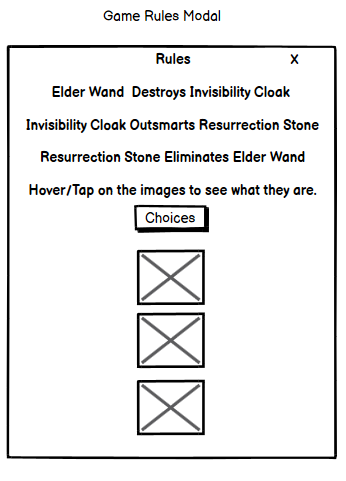 Game Rules Modal
Rules X
Elder Wand Destroys Invisibility Cloak
Invisibility Cloak Outsmarts Resurrection Stone
Resurrection Stone Eliminates Elder Wand
Hover/Tap on the images to see what they are.
Choices